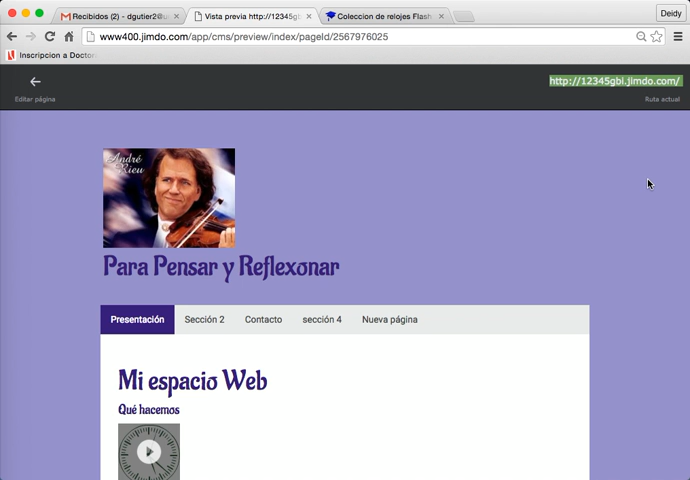 Recibidos (2) - dgutier2@u
Vista previa http://12345gb
Coleccion de relojes Flash
Deidy
www400.jimdo.com/app/cms/preview/index/pageId/2567976025
Inscripcion a Doctor
http://12345gbi.jimdo.com/
Editar página
Ruta actual
André
Rieu
Para Pensar y Reflexonar
Presentación
Sección 2
Contacto
sección 4
Nueva página
Mi espacio Web
Qué hacemos